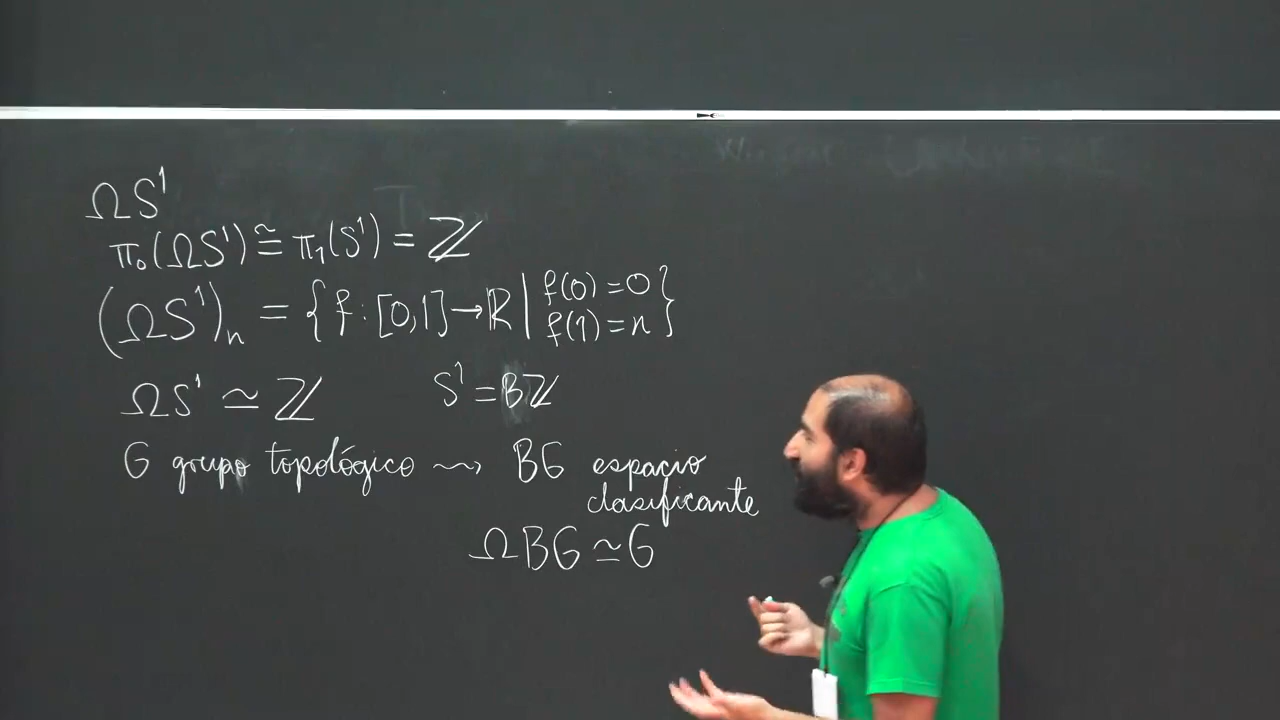 ΩS¹
π₀(ΩS¹) ≅ π₁(S¹) = ℤ
(ΩS¹)ₙ = { f : [0,1] → ℝ | f(0) = 0
f(1) = n }
ΩS¹ ≃ ℤ S¹ = Bℤ
G grupo topológico ⇝ BG espacio
clasificante
ΩBG ≃ G